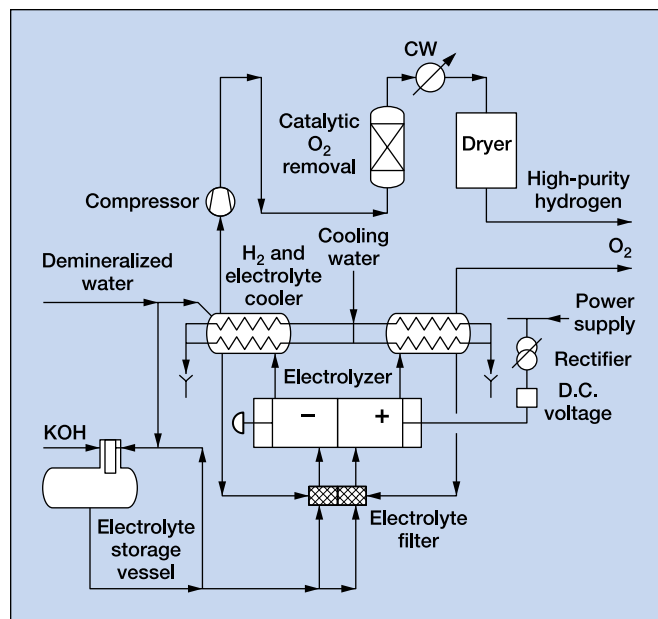 CW
Catalytic
O₂
removal
Dryer
High-purity
hydrogen
Compressor
O₂
Cooling
water
H₂ and
electrolyte
cooler
Demineralized
water
Power
supply
Rectifier
D.C.
voltage
Electrolyzer
− +
KOH
Electrolyte
storage
vessel
Electrolyte
filter